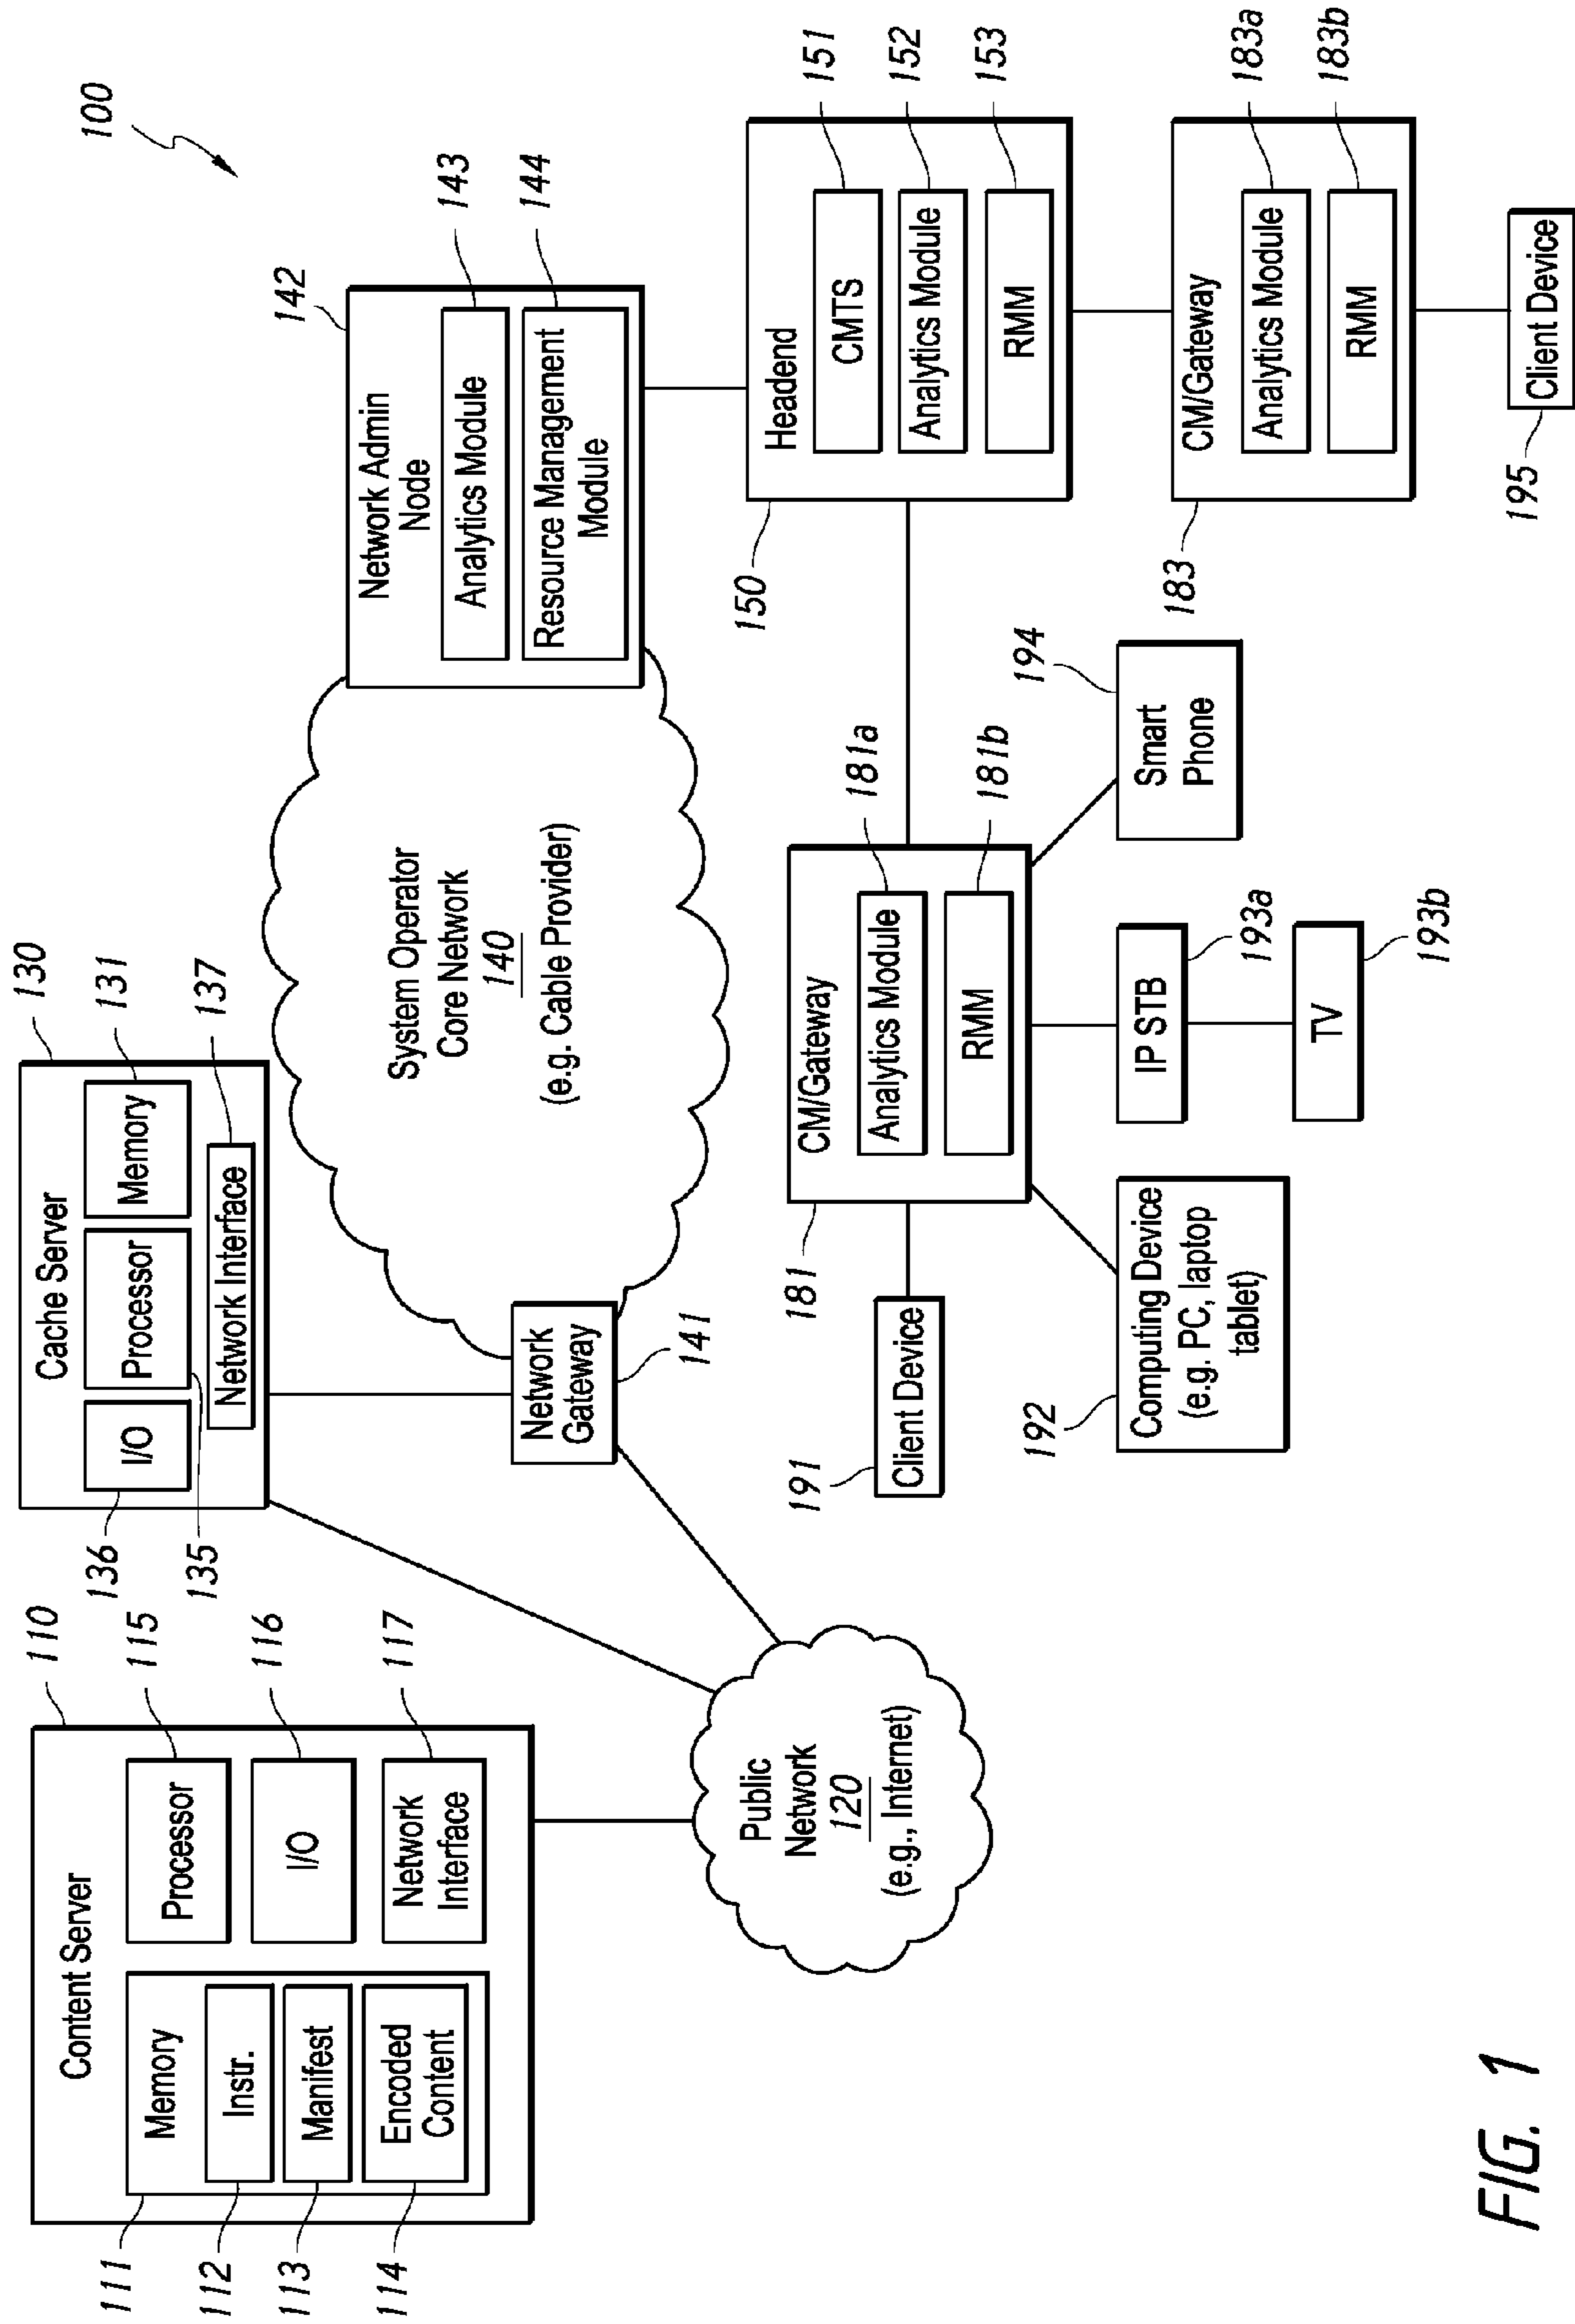 100
110
Content Server
Memory
Instr.
Manifest
Encoded
Content
Processor
I/O
Network
Interface
111
112
113
114
115
116
117
130
Cache Server
I/O
Processor
Memory
Network Interface
136
135
131
137
Public
Network
120
(e.g., Internet)
Network
Gateway
141
System Operator
Core Network
140
(e.g. Cable Provider)
142
Network Admin
Node
Analytics Module
Resource Management
Module
143
144
150
Headend
CMTS
Analytics Module
RMM
151
152
153
181
CM/Gateway
Analytics Module
RMM
181a
181b
183
CM/Gateway
Analytics Module
RMM
183a
183b
191
Client Device
192
Computing Device
(e.g. PC, laptop
tablet)
IP STB
193a
TV
193b
194
Smart
Phone
195
Client Device
FIG. 1